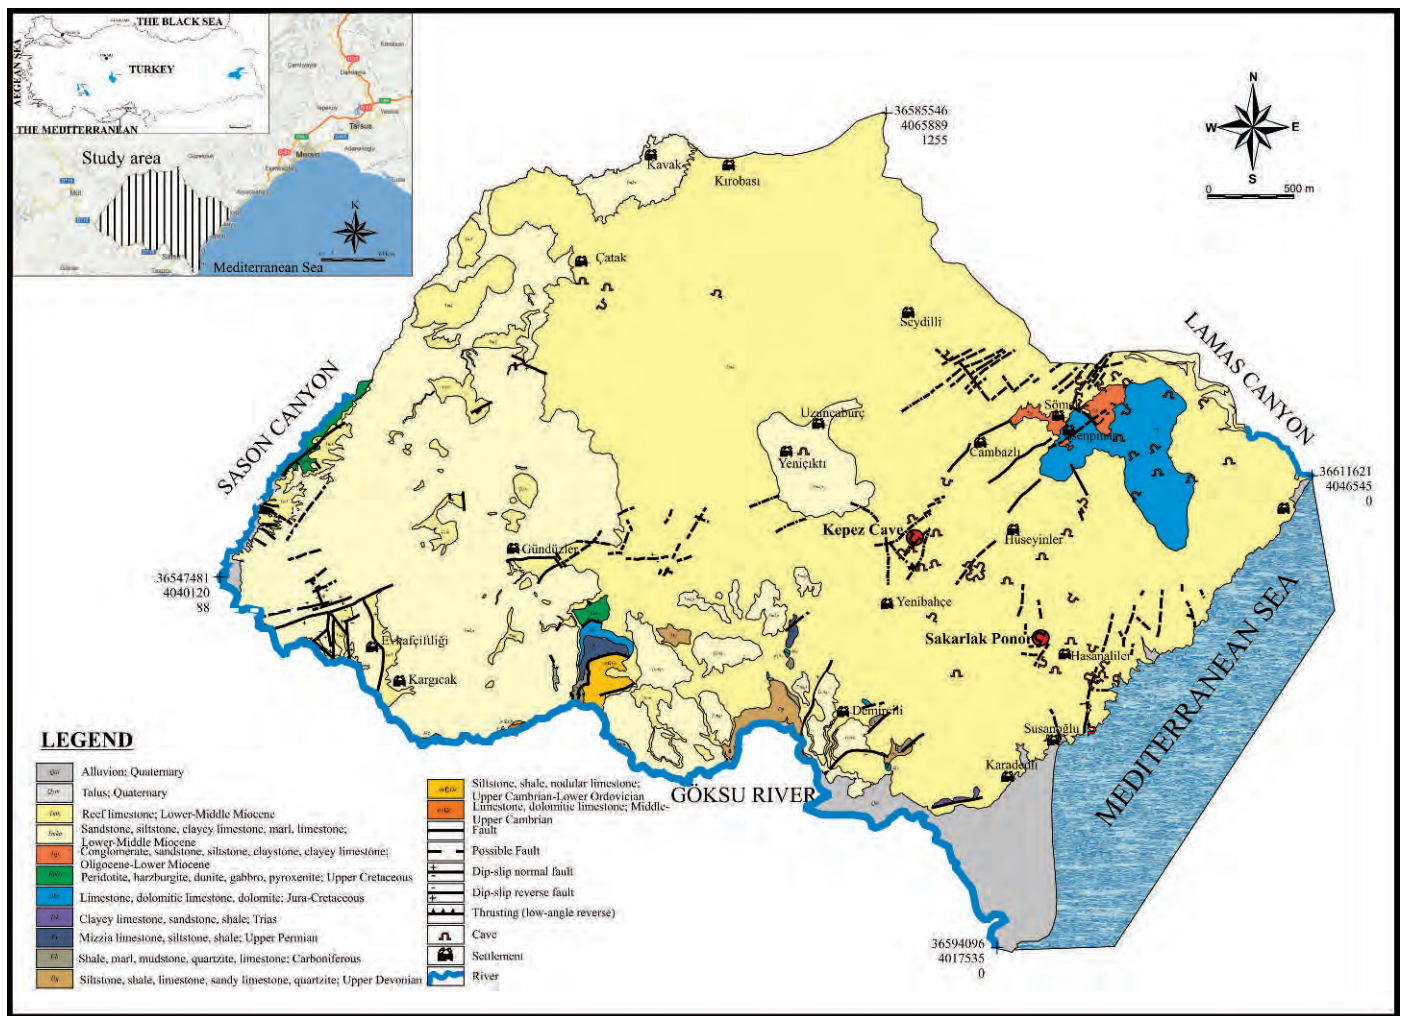 THE BLACK SEA
AEGEAN SEA
TURKEY
THE MEDITERRANEAN
Study area
Mut
Mersin
Tarsus
K
Mediterranean Sea
N
W
E
S
0
500 m
36585546
4065889
1255
Kavak
Kırobası
Çatak
Seydilli
SASON CANYON
LAMAS CANYON
Uzuncaburç
Yeniçıktı
Cambazlı
36611621
4046545
0
Kepez Cave
Hüseyinler
Gündüzler
36547481
4040120
88
Yenibahçe
Sakarlak Ponor
Hasanaliler
Evkafçiftliği
Kargıcak
Demircili
Susanoğlu
Karadedli
GÖKSU RIVER
MEDITERRANEAN SEA
36594096
4017535
0
LEGEND
Alluvion; Quaternary
Talus; Quaternary
Reef limestone; Lower-Middle Miocene
Sandstone, siltstone, clayey limestone, marl, limestone;
Lower-Middle Miocene
Conglomerate, sandstone, siltstone, claystone, clayey limestone;
Oligocene-Lower Miocene
Peridotite, harzburgite, dunite, gabbro, pyroxenite; Upper Cretaceous
Limestone, dolomitic limestone, dolomite; Jura-Cretaceous
Clayey limestone, sandstone, shale; Trias
Mizzia limestone, siltstone, shale; Upper Permian
Shale, marl, mudstone, quartzite, limestone; Carboniferous
Siltstone, shale, limestone, sandy limestone, quartzite; Upper Devonian
Siltstone, shale, nodular limestone;
Upper Cambrian-Lower Ordovician
Limestone, dolomitic limestone; Middle-
Upper Cambrian
Fault
Possible Fault
Dip-slip normal fault
Dip-slip reverse fault
Thrusting (low-angle reverse)
Cave
Settlement
River